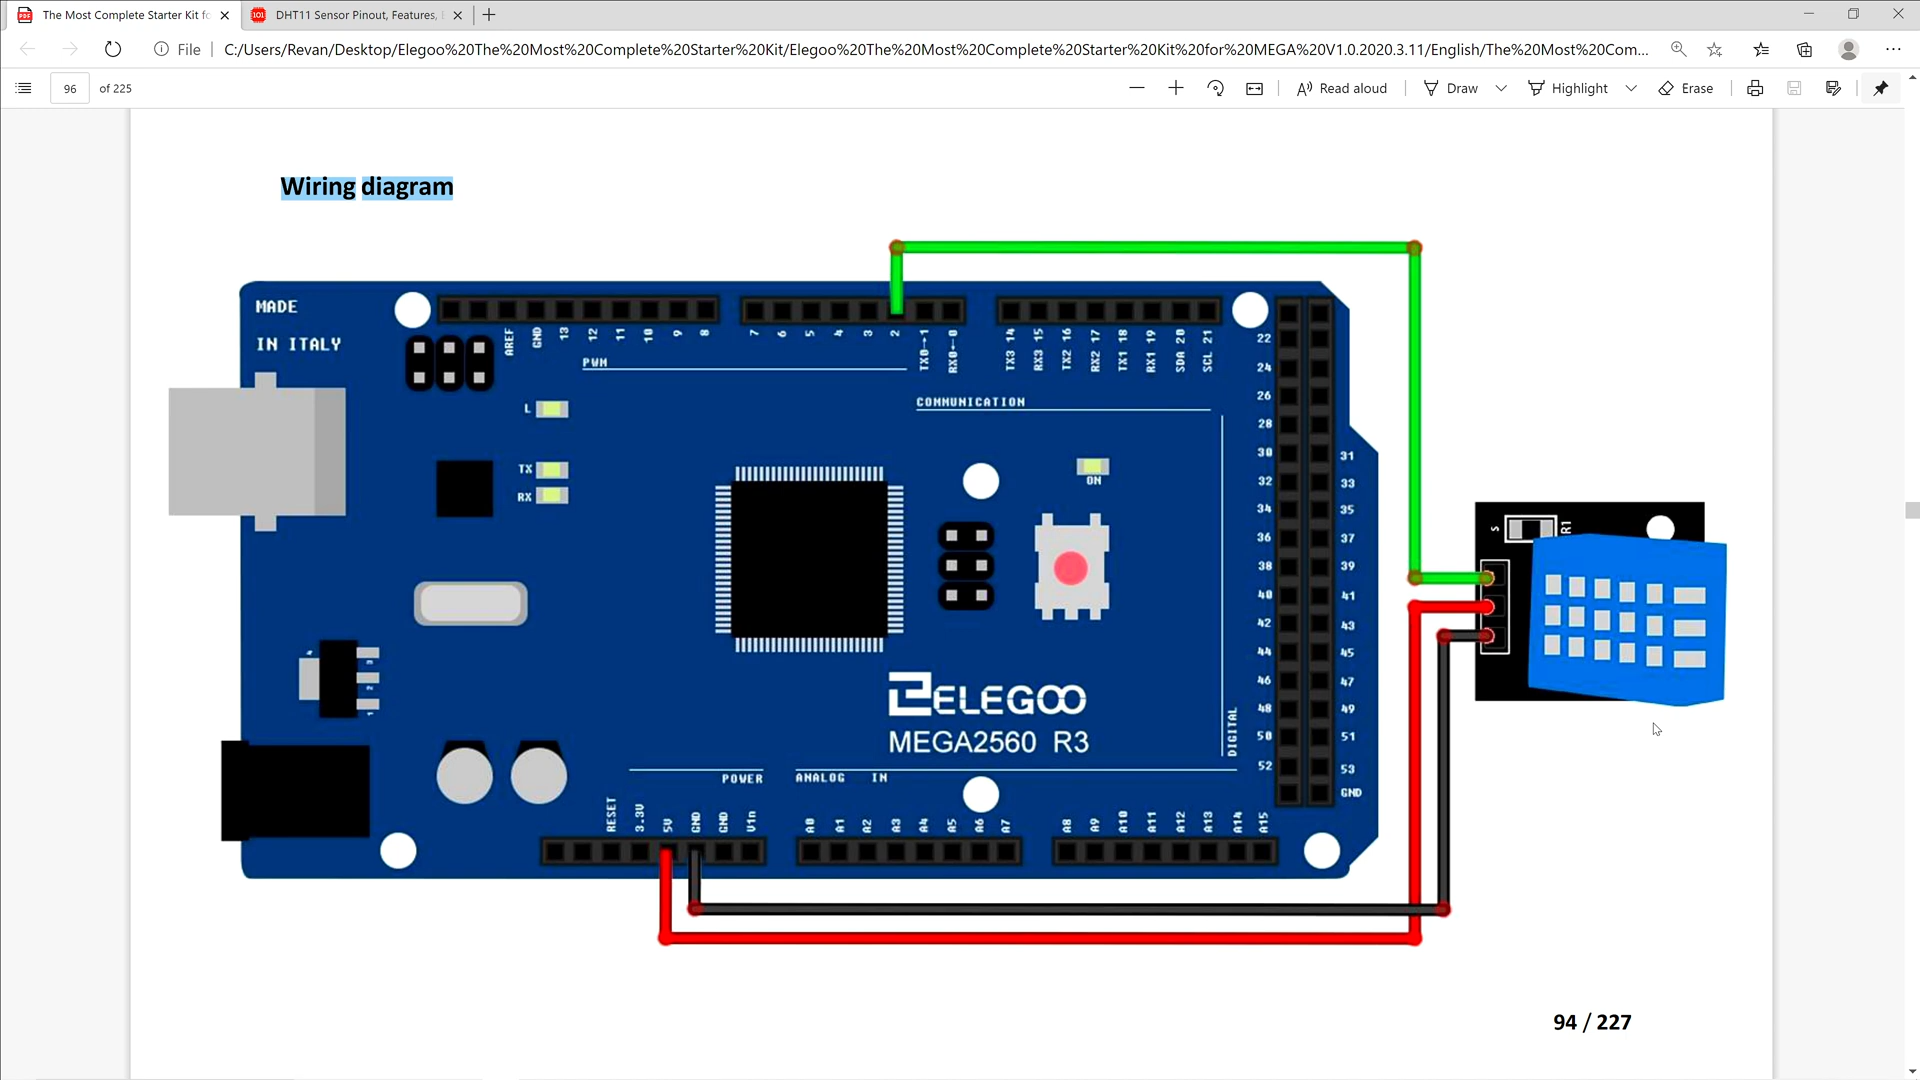 The Most Complete Starter Kit fo
DHT11 Sensor Pinout, Features,
File
C:/Users/Revan/Desktop/Elegoo%20The%20Most%20Complete%20Starter%20Kit/Elegoo%20The%20Most%20Complete%20Starter%20Kit%20for%20MEGA%20V1.0.2020.3.11/English/The%20Most%20Com...
96 of 225
Read aloud
Draw
Highlight
Erase
Wiring diagram
MADE
IN ITALY
AREF GND 13 12 11 10 9 8
7 6 5 4 3 2 TX0→1 RX0←0
TX3 14 RX3 15 TX2 16 RX2 17 TX1 18 RX1 19 SDA 20 SCL 21
PWM
COMMUNICATION
L
TX
RX
ON
22
24
26
28
30 31
32 33
34 35
36 37
38 39
40 41
42 43
44 45
46 47
48 49
50 51
52 53
GND
DIGITAL
S R1
4 3
2
1
ELEGOO
MEGA2560 R3
POWER
ANALOG IN
RESET 3.3V 5V GND GND Vin
A0 A1 A2 A3 A4 A5 A6 A7
A8 A9 A10 A11 A12 A13 A14 A15
94 / 227